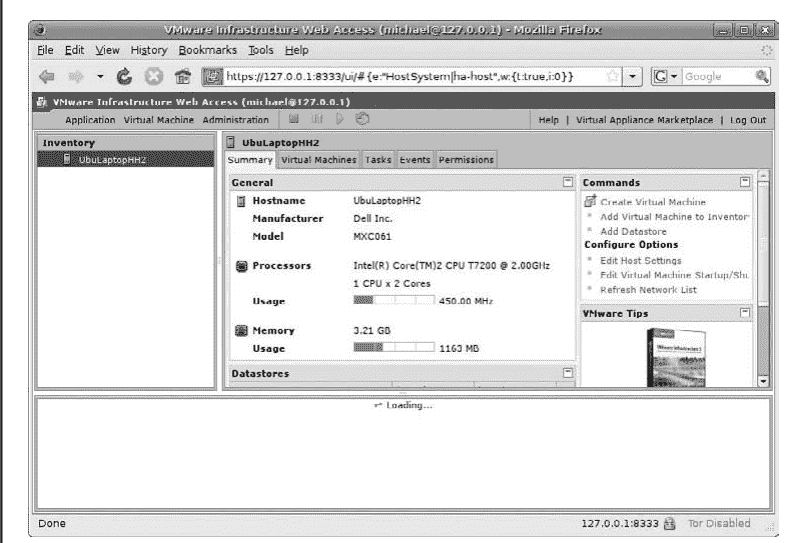 VMware Infrastructure Web Access (michael@127.0.0.1) - Mozilla Firefox
File Edit View History Bookmarks Tools Help
https://127.0.0.1:8333/ui/#{e:"HostSystem|ha-host",w:{t:true,i:0}}
G Google
VMware Infrastructure Web Access (michael@127.0.0.1)
Application Virtual Machine Administration Help | Virtual Appliance Marketplace | Log Out
Inventory
UbuLaptopHH2
UbuLaptopHH2
Summary Virtual Machines Tasks Events Permissions
General
Hostname UbuLaptopHH2
Manufacturer Dell Inc.
Model MXC061
Processors Intel(R) Core(TM)2 CPU T7200 @ 2.00GHz
1 CPU x 2 Cores
Usage 450.00 MHz
Memory 3.21 GB
Usage 1163 MB
Datastores
Commands
Create Virtual Machine
Add Virtual Machine to Inventor
Add Datastore
Configure Options
Edit Host Settings
Edit Virtual Machine Startup/Shu
Refresh Network List
VMware Tips
Loading...
Done 127.0.0.1:8333 Tor Disabled